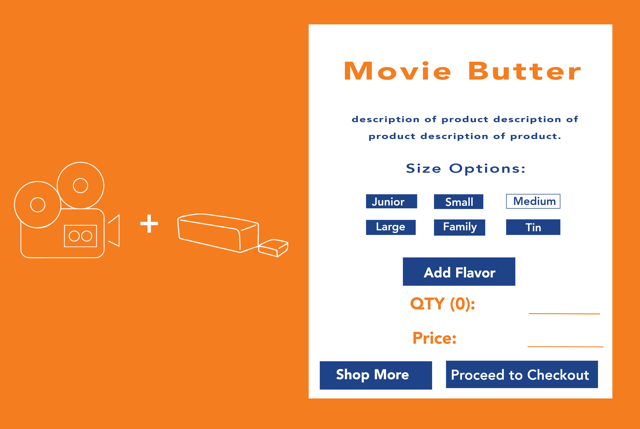 Movie Butter
description of product description of
product description of product.
Size Options:
Junior Small Medium
Large Family Tin
Add Flavor
QTY (0):
Price:
Shop More Proceed to Checkout